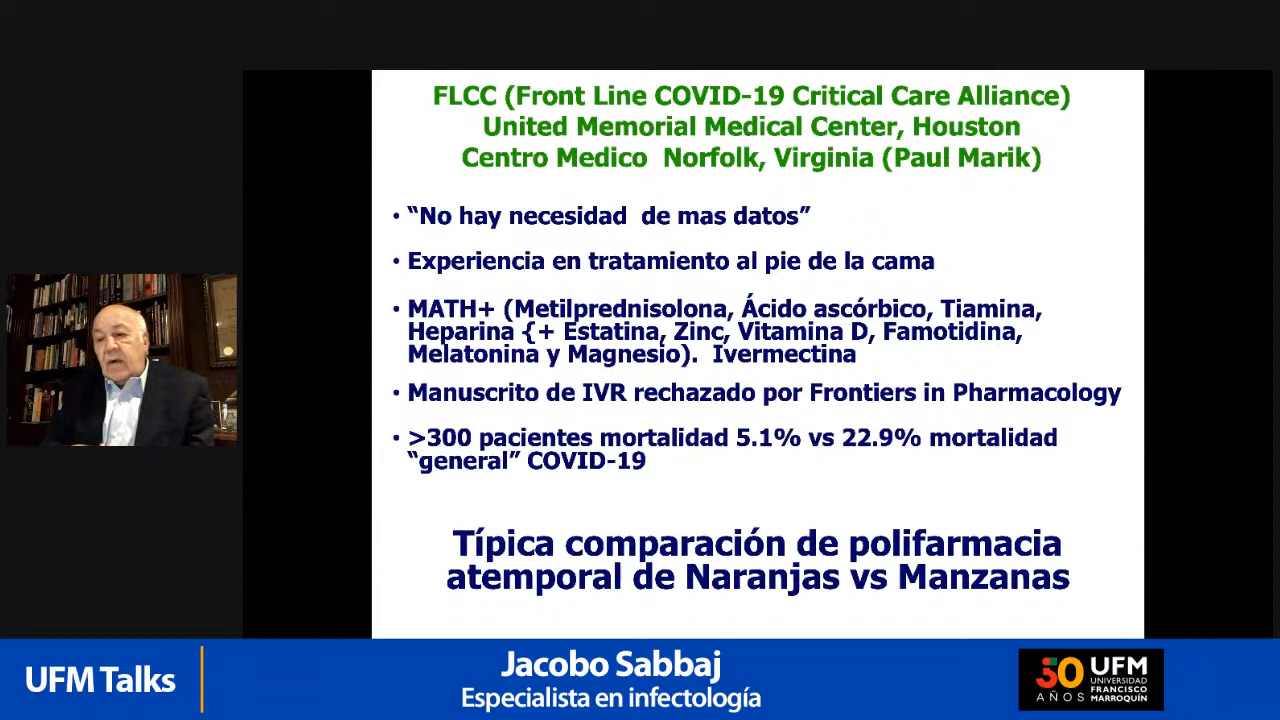 FLCC (Front Line COVID-19 Critical Care Alliance)
United Memorial Medical Center, Houston
Centro Medico Norfolk, Virginia (Paul Marik)
• “No hay necesidad de mas datos”
• Experiencia en tratamiento al pie de la cama
• MATH+ (Metilprednisolona, Ácido ascórbico, Tiamina,
Heparina {+ Estatina, Zinc, Vitamina D, Famotidina,
Melatonina y Magnesio). Ivermectina
• Manuscrito de IVR rechazado por Frontiers in Pharmacology
• >300 pacientes mortalidad 5.1% vs 22.9% mortalidad
“general” COVID-19
Típica comparación de polifarmacia
atemporal de Naranjas vs Manzanas
UFM Talks
Jacobo Sabbaj
Especialista en infectología
50
AÑOS
UFM
UNIVERSIDAD
FRANCISCO
MARROQUÍN